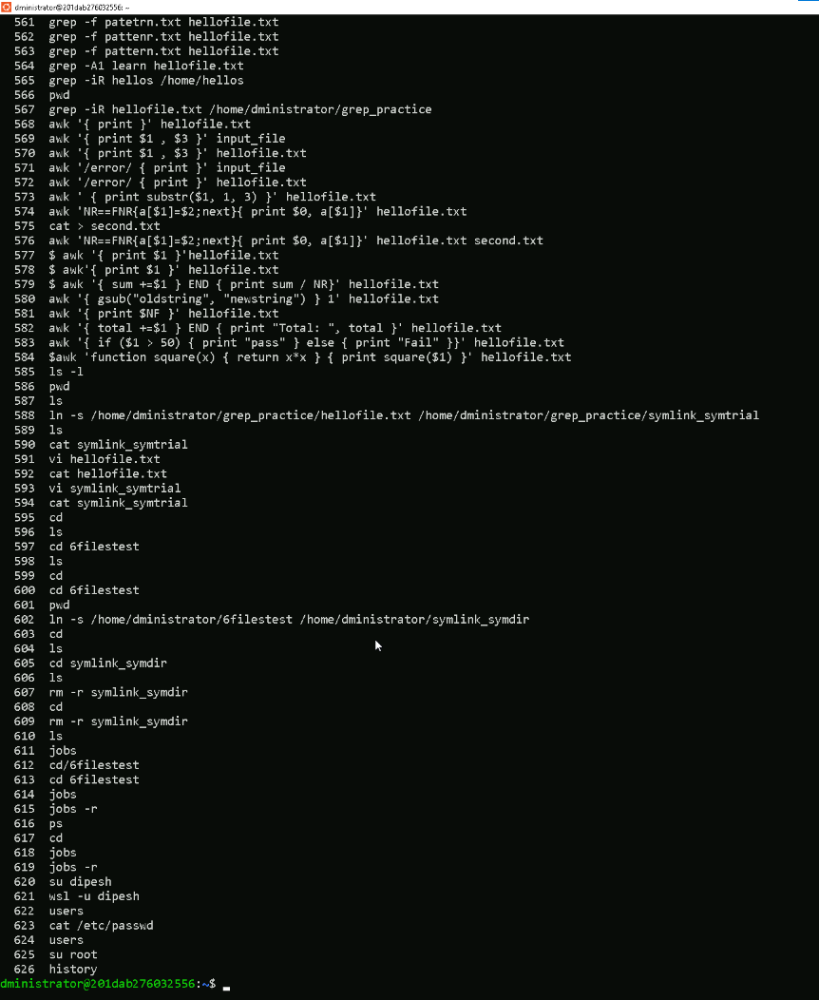 dministrator@201dab276032556: ~
561 grep -f patetrn.txt hellofile.txt
562 grep -f pattenr.txt hellofile.txt
563 grep -f pattern.txt hellofile.txt
564 grep -A1 learn hellofile.txt
565 grep -iR hellos /home/hellos
566 pwd
567 grep -iR hellofile.txt /home/dministrator/grep_practice
568 awk '{ print }' hellofile.txt
569 awk '{ print $1 , $3 }' input_file
570 awk '{ print $1 , $3 }' hellofile.txt
571 awk '/error/ { print }' input_file
572 awk '/error/ { print }' hellofile.txt
573 awk ' { print substr($1, 1, 3) }' hellofile.txt
574 awk 'NR==FNR{a[$1]=$2;next}{ print $0, a[$1]}' hellofile.txt
575 cat > second.txt
576 awk 'NR==FNR{a[$1]=$2;next}{ print $0, a[$1]}' hellofile.txt second.txt
577 $ awk '{ print $1 }'hellofile.txt
578 $ awk'{ print $1 }' hellofile.txt
579 $ awk '{ sum +=$1 } END { print sum / NR}' hellofile.txt
580 awk '{ gsub("oldstring", "newstring") } 1' hellofile.txt
581 awk '{ print $NF }' hellofile.txt
582 awk '{ total +=$1 } END { print "Total: ", total }' hellofile.txt
583 awk '{ if ($1 > 50) { print "pass" } else { print "Fail" }}' hellofile.txt
584 $awk 'function square(x) { return x*x } { print square($1) }' hellofile.txt
585 ls -l
586 pwd
587 ls
588 ln -s /home/dministrator/grep_practice/hellofile.txt /home/dministrator/grep_practice/symlink_symtrial
589 ls
590 cat symlink_symtrial
591 vi hellofile.txt
592 cat hellofile.txt
593 vi symlink_symtrial
594 cat symlink_symtrial
595 cd
596 ls
597 cd 6filestest
598 ls
599 cd
600 cd 6filestest
601 pwd
602 ln -s /home/dministrator/6filestest /home/dministrator/symlink_symdir
603 cd
604 ls
605 cd symlink_symdir
606 ls
607 rm -r symlink_symdir
608 cd
609 rm -r symlink_symdir
610 ls
611 jobs
612 cd/6filestest
613 cd 6filestest
614 jobs
615 jobs -r
616 ps
617 cd
618 jobs
619 jobs -r
620 su dipesh
621 wsl -u dipesh
622 users
623 cat /etc/passwd
624 users
625 su root
626 history
dministrator@201dab276032556:~$